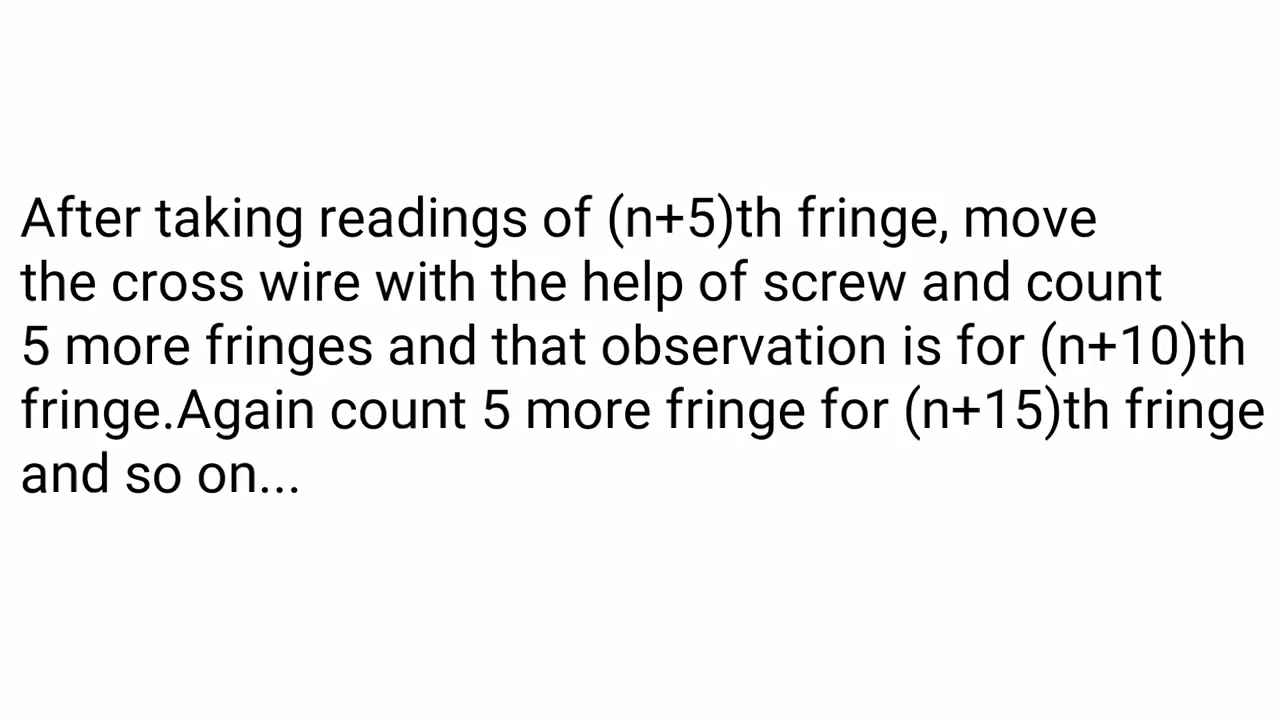 After taking readings of (n+5)th fringe, move
the cross wire with the help of screw and count
5 more fringes and that observation is for (n+10)th
fringe.Again count 5 more fringe for (n+15)th fringe
and so on...